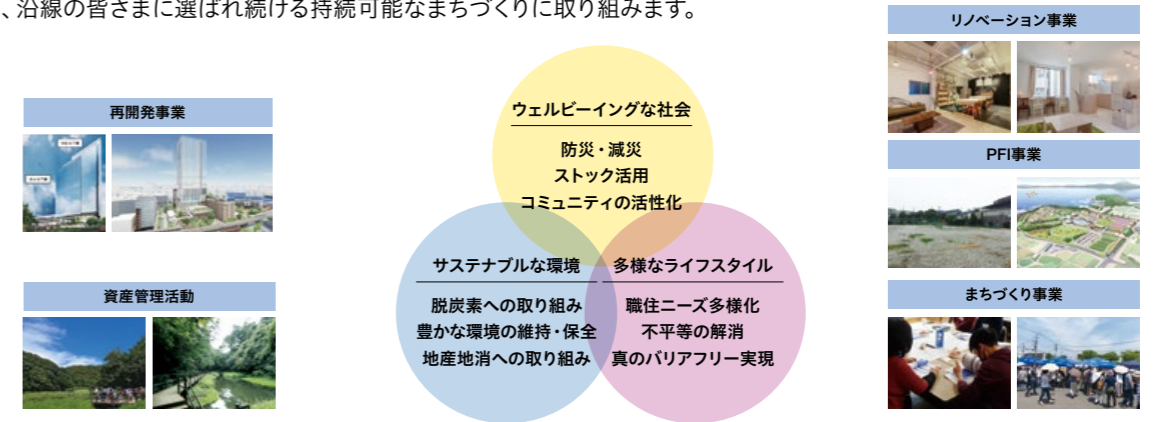 、沿線の皆さまに選ばれ続ける持続可能なまちづくりに取り組みます。
再開発事業
資産管理活動
ウェルビーイングな社会
防災・減災
ストック活用
コミュニティの活性化
サステナブルな環境
脱炭素への取り組み
豊かな環境の維持・保全
地産地消への取り組み
多様なライフスタイル
職住ニーズ多様化
不平等の解消
真のバリアフリー実現
リノベーション事業
PFI事業
まちづくり事業